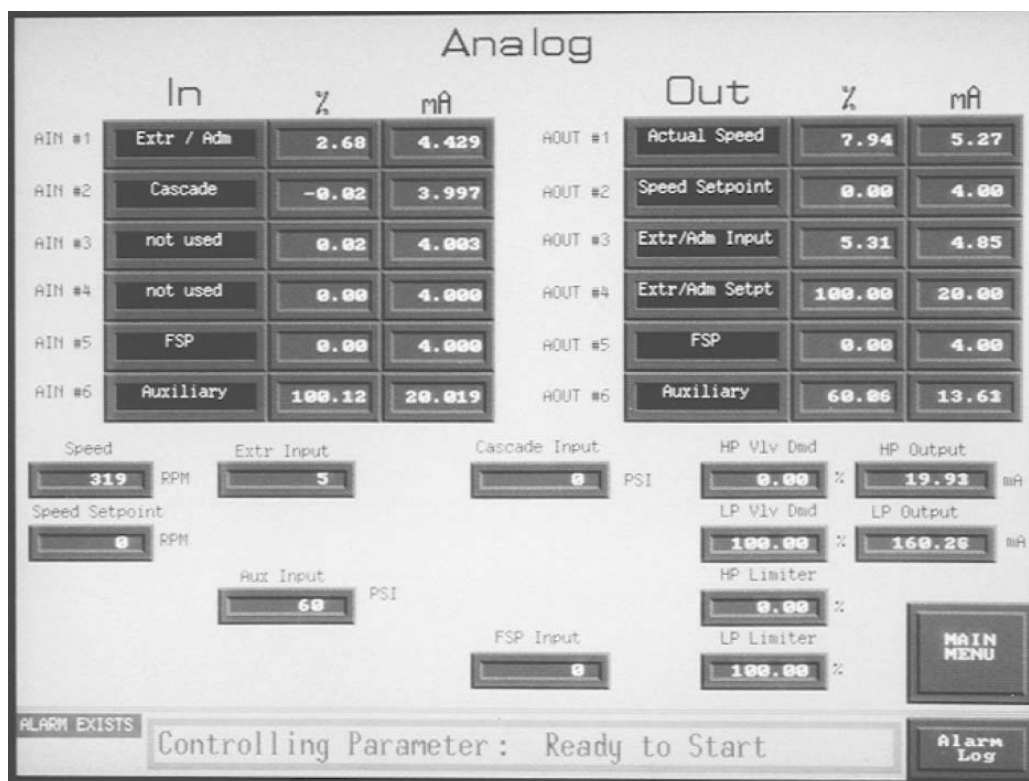 Analog
In % mA Out % mA
AIN #1 Extr / Adm 2.68 4.429 AOUT #1 Actual Speed 7.94 5.27
AIN #2 Cascade -0.02 3.997 AOUT #2 Speed Setpoint 0.00 4.00
AIN #3 not used 0.02 4.003 AOUT #3 Extr/Adm Input 5.31 4.85
AIN #4 not used 0.00 4.000 AOUT #4 Extr/Adm Setpt 100.00 20.00
AIN #5 FSP 0.00 4.000 AOUT #5 FSP 0.00 4.00
AIN #6 Auxiliary 100.12 20.019 AOUT #6 Auxiliary 60.06 13.61
Speed Extr Input Cascade Input HP Vlv Dmd HP Output
319 RPM 5 0 PSI 0.00 % 19.93 mA
Speed Setpoint LP Vlv Dmd LP Output
0 RPM 100.00 % 160.26 mA
Aux Input HP Limiter
60 PSI 0.00 %
FSP Input LP Limiter
0 100.00 %
MAIN
MENU
ALARM EXISTS
Controlling Parameter: Ready to Start
Alarm
Log